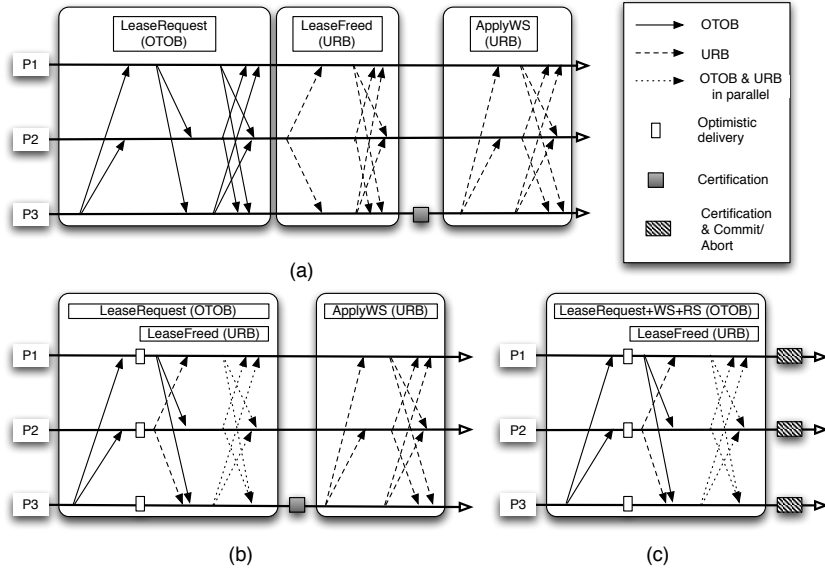 LeaseRequest
(OTOB)
LeaseFreed
(URB)
ApplyWS
(URB)
P1
P2
P3
(a)
OTOB
URB
OTOB & URB
in parallel
Optimistic
delivery
Certification
Certification
& Commit/
Abort
LeaseRequest (OTOB)
LeaseFreed (URB)
ApplyWS (URB)
P1
P2
P3
(b)
LeaseRequest+WS+RS (OTOB)
LeaseFreed (URB)
P1
P2
P3
(c)